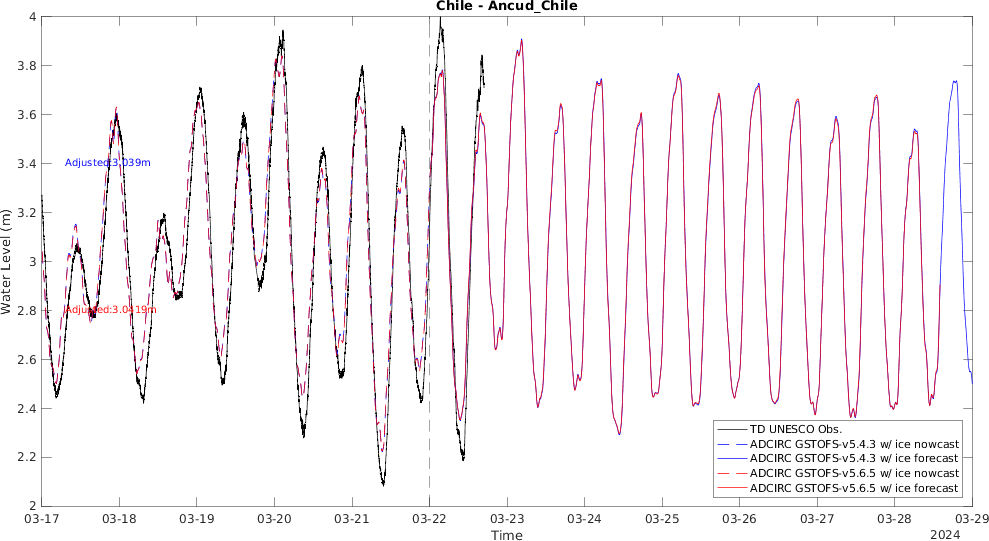 Chile - Ancud_Chile
4
3.8
3.6
3.4
3.2
3
2.8
2.6
2.4
2.2
2
Water Level (m)
Adjusted:3.039m
Adjusted:3.0419m
TD UNESCO Obs.
ADCIRC GSTOFS-v5.4.3 w/ ice nowcast
ADCIRC GSTOFS-v5.4.3 w/ ice forecast
ADCIRC GSTOFS-v5.6.5 w/ ice nowcast
ADCIRC GSTOFS-v5.6.5 w/ ice forecast
03-17 03-18 03-19 03-20 03-21 03-22 03-23 03-24 03-25 03-26 03-27 03-28 03-29
Time
2024